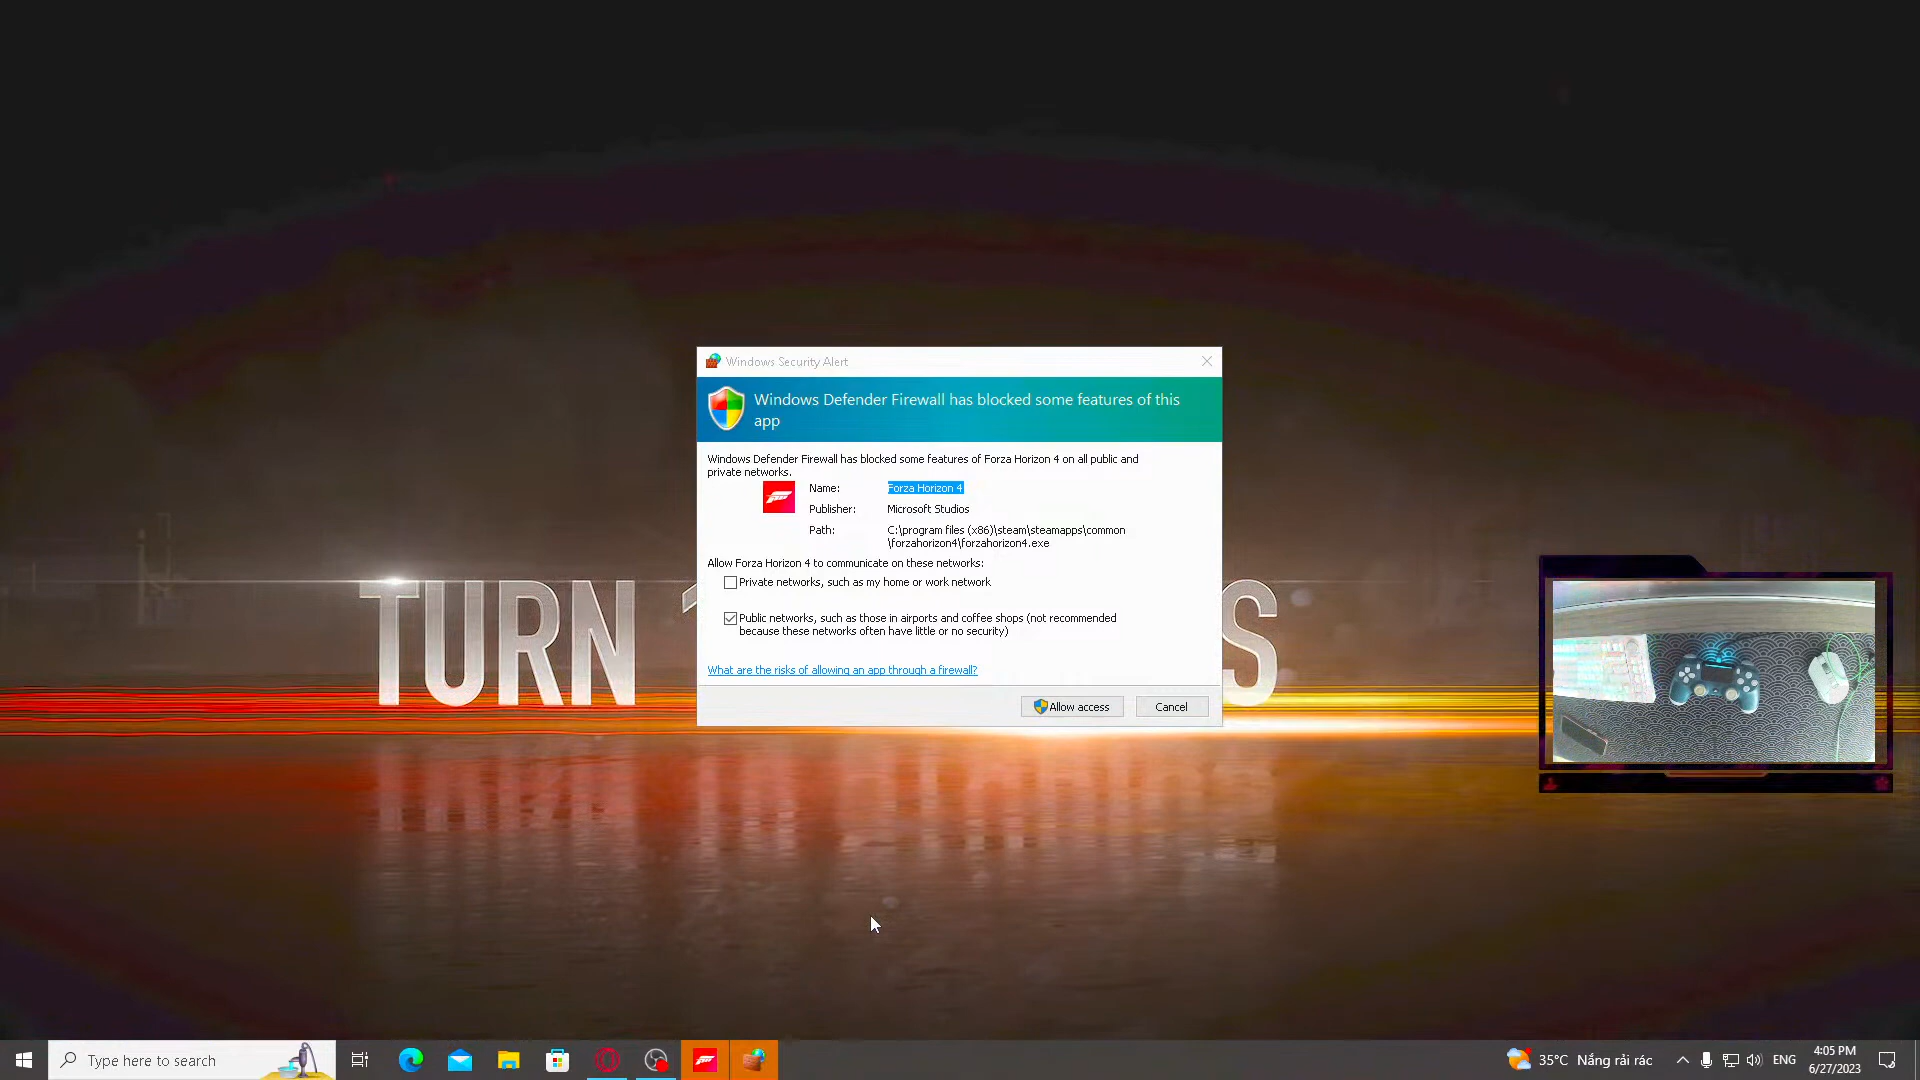 Windows Security Alert
Windows Defender Firewall has blocked some features of this
app
Windows Defender Firewall has blocked some features of Forza Horizon 4 on all public and
private networks.
Name: Forza Horizon 4
Publisher: Microsoft Studios
Path: C:\program files (x86)\steam\steamapps\common
\forzahorizon4\forzahorizon4.exe
Allow Forza Horizon 4 to communicate on these networks:
Private networks, such as my home or work network
Public networks, such as those in airports and coffee shops (not recommended
because these networks often have little or no security)
What are the risks of allowing an app through a firewall?
Allow access Cancel
TURN 1 S
Type here to search
35°C Nắng rải rác
ENG
4:05 PM
6/27/2023